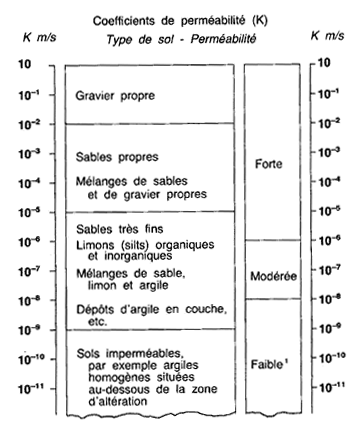 Coefficients de perméabilité (K)
K m/s Type de sol - Perméabilité K m/s
10 10
10⁻¹ Gravier propre 10⁻¹
10⁻² 10⁻²
10⁻³ Sables propres Forte 10⁻³
10⁻⁴ Mélanges de sables 10⁻⁴
et de gravier propres
10⁻⁵ 10⁻⁵
Sables très fins
10⁻⁶ Limons (silts) organiques 10⁻⁶
et inorganiques
10⁻⁷ Mélanges de sable, Modérée 10⁻⁷
limon et argile
10⁻⁸ 10⁻⁸
Dépôts d'argile en couche,
etc.
10⁻⁹ 10⁻⁹
Sols imperméables,
10⁻¹⁰ par exemple argiles Faible¹ 10⁻¹⁰
homogènes situées
10⁻¹¹ au-dessous de la zone 10⁻¹¹
d'altération